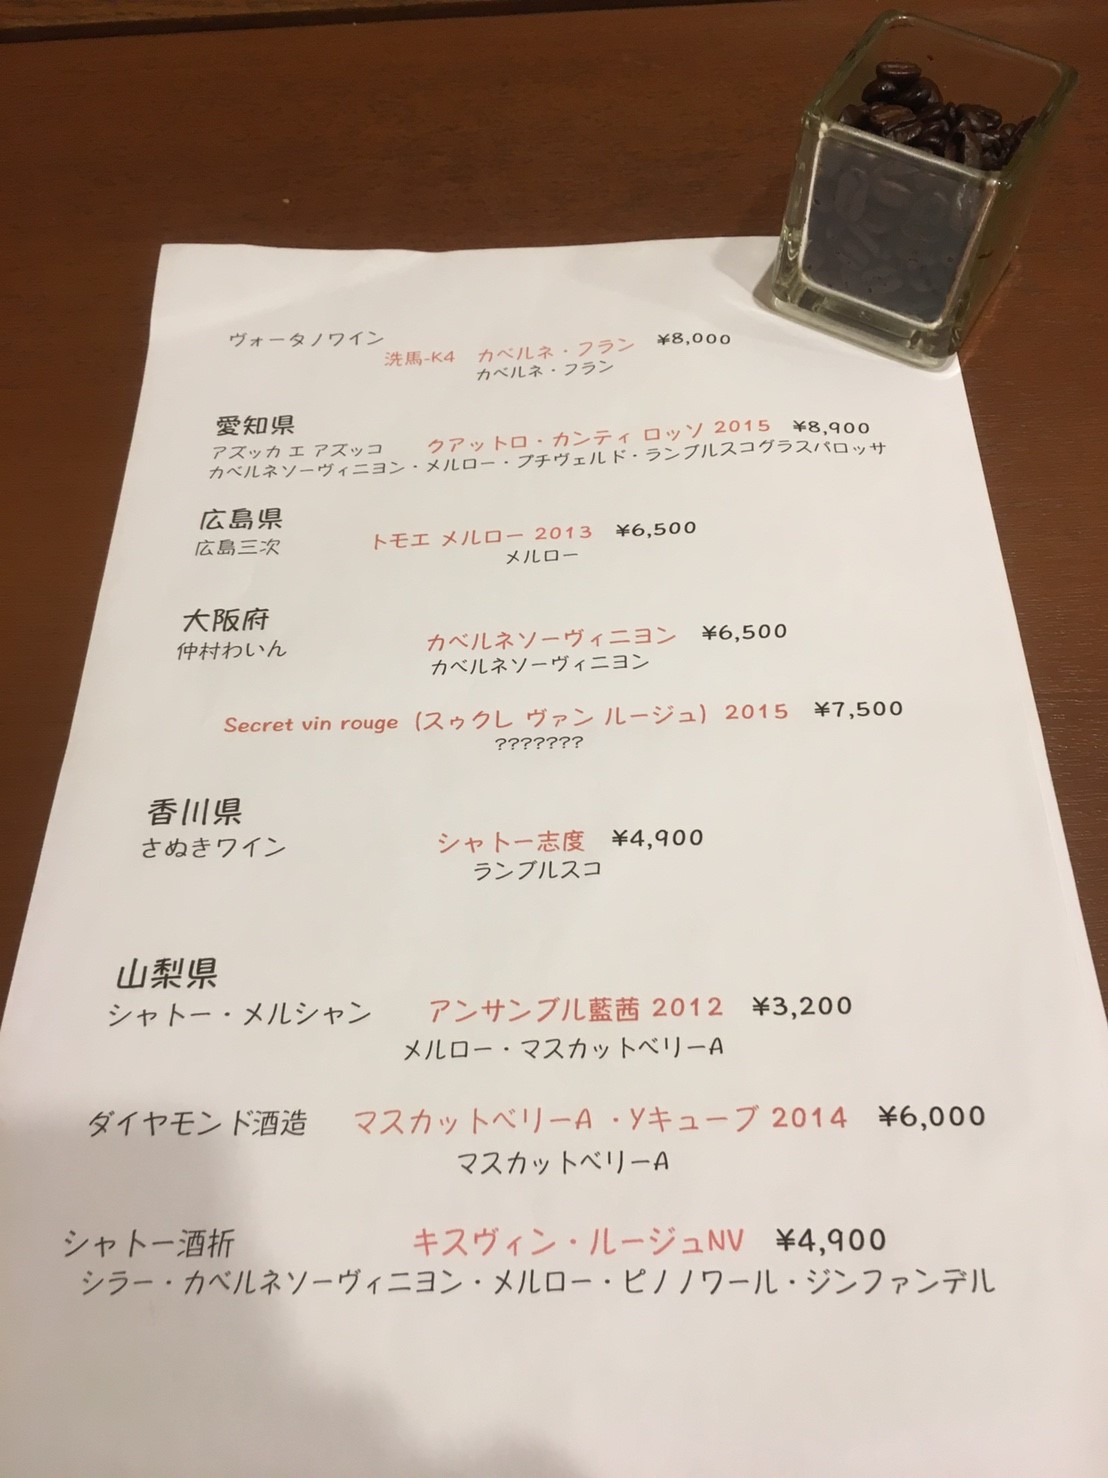 ヴォータノワイン
洗馬-K4　カベルネ・フラン　¥8,000
カベルネ・フラン
愛知県
アズッカ エ アズッコ　クアットロ・カンティ ロッソ 2015　¥8,900
カベルネソーヴィニヨン・メルロー・プチヴェルド・ランブルスコグラスパロッサ
広島県
広島三次　トモエ メルロー 2013　¥6,500
メルロー
大阪府
仲村わいん　カベルネソーヴィニヨン　¥6,500
カベルネソーヴィニヨン
Secret vin rouge（スゥクレ ヴァン ルージュ）2015　¥7,500
???????
香川県
さぬきワイン　シャトー志度　¥4,900
ランブルスコ
山梨県
シャトー・メルシャン　アンサンブル藍茜 2012　¥3,200
メルロー・マスカットベリーA
ダイヤモンド酒造　マスカットベリーA ・Yキューブ 2014　¥6,000
マスカットベリーA
シャトー酒折　キスヴィン・ルージュNV　¥4,900
シラー・カベルネソーヴィニヨン・メルロー・ピノノワール・ジンファンデル